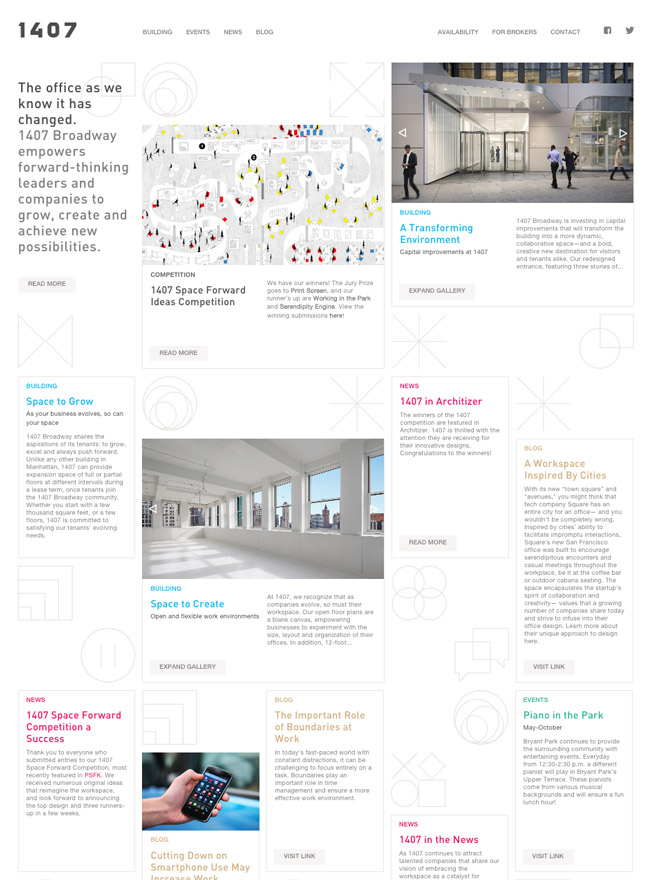 1407
BUILDING EVENTS NEWS BLOG
AVAILABILITY FOR BROKERS CONTACT
The office as we
know it has
changed.
1407 Broadway
empowers
forward-thinking
leaders and
companies to
grow, create and
achieve new
possibilities.
READ MORE
COMPETITION
1407 Space Forward
Ideas Competition
We have our winners! The Jury Prize
goes to Print Screen, and our
runner's up are Working in the Park
and Serendipity Engine. View the
winning submissions here!
READ MORE
BUILDING
A Transforming
Environment
Capital improvements at 1407
1407 Broadway is investing in capital
improvements that will transform the
building into a more dynamic,
collaborative space—and a bold,
creative new destination for visitors
and tenants alike. Our redesigned
entrance, featuring three-stories of...
EXPAND GALLERY
BUILDING
Space to Grow
As your business evolves, so can
your space
1407 Broadway shares the
aspirations of its tenants: to grow,
excel and always push forward.
Unlike any other building in
Manhattan, 1407 can provide
expansion space of full or partial
floors at different intervals during
a lease term, once tenants join
the 1407 Broadway community.
Whether you start with a few
thousand square feet, or a few
floors, 1407 is committed to
satisfying our tenants' evolving
needs.
BUILDING
Space to Create
Open and flexible work environments
At 1407, we recognize that as
companies evolve, so must their
workspace. Our open floor plans are
a blank canvas, empowering
businesses to experiment with the
size, layout and organization of their
offices. In addition, 12-foot...
EXPAND GALLERY
NEWS
1407 in Architizer
The winners of the 1407
competition are featured in
Architizer. 1407 is thrilled with the
attention they are receiving for
their innovative designs.
Congratulations to the winners!
READ MORE
BLOG
A Workspace
Inspired By Cities
With its new "town square" and
"avenues," you might think that
tech company Square has an
entire city for an office— and you
wouldn't be completely wrong.
Inspired by cities' ability to
facilitate impromptu interactions,
Square's new San Francisco
office was built to encourage
serendipitous encounters and
casual meetings throughout the
workplace, be it at the coffee bar
or outdoor cabana seating. The
space encapsulates the startup's
spirit of collaboration and
creativity— values that a growing
number of companies share today
and strive to infuse into their
office design. Learn more about
their unique approach to design
here.
VISIT LINK
NEWS
1407 Space Forward
Competition a
Success
Thank you to everyone who
submitted entries to our 1407
Space Forward Competition, most
recently featured in PSFK. We
received numerous original ideas
that reimagine the workspace,
and look forward to announcing
the top design and three runners-
up in a few weeks.
BLOG
Cutting Down on
Smartphone Use May
Increase Work
BLOG
The Important Role
of Boundaries at
Work
In today's fast-paced world with
constant distractions, it can be
challenging to focus entirely on a
task. Boundaries play an
important role in time
management and ensure a more
effective work environment.
VISIT LINK
NEWS
1407 in the News
As 1407 continues to attract
talented companies that share our
vision of embracing the
workspace as a catalyst for
EVENTS
Piano in the Park
May-October
Bryant Park continues to provide
the surrounding community with
entertaining events. Everyday
from 12:30-2:30 p.m. a different
pianist will play in Bryant Park's
Upper Terrace. These pianists
come from various musical
backgrounds and will ensure a fun
lunch hour!
VISIT LINK